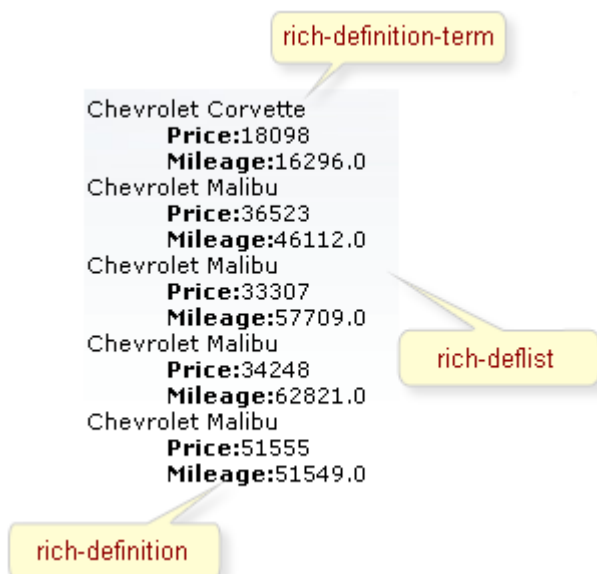 rich-definition-term
Chevrolet Corvette
Price:18098
Mileage:16296.0
Chevrolet Malibu
Price:36523
Mileage:46112.0
Chevrolet Malibu
Price:33307
Mileage:57709.0
Chevrolet Malibu
Price:34248
Mileage:62821.0
Chevrolet Malibu
Price:51555
Mileage:51549.0
rich-deflist
rich-definition